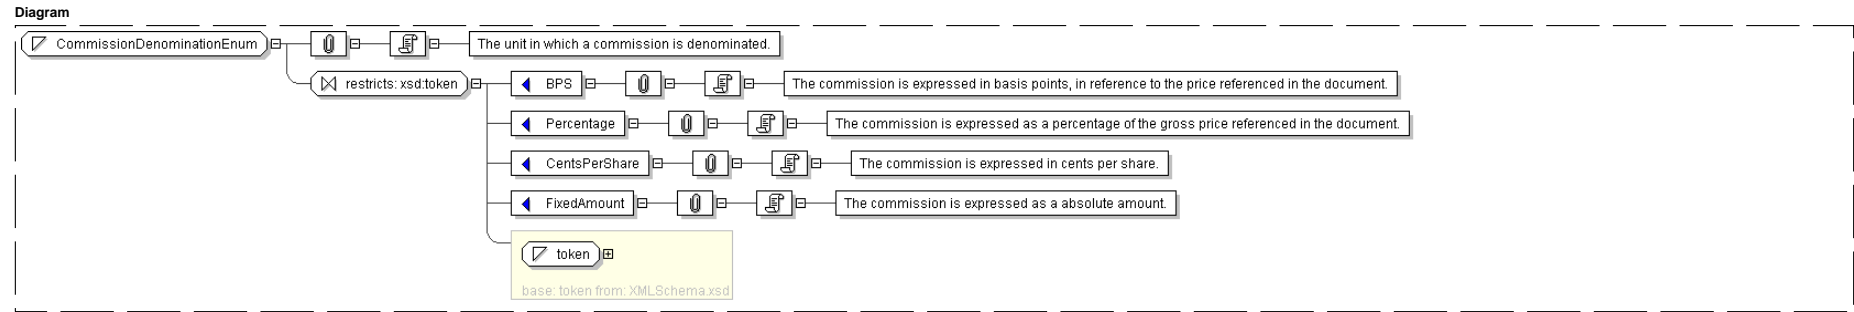 Diagram
CommissionDenominationEnum The unit in which a commission is denominated.
restricts: xsd:token BPS The commission is expressed in basis points, in reference to the price referenced in the document.
Percentage The commission is expressed as a percentage of the gross price referenced in the document.
CentsPerShare The commission is expressed in cents per share.
FixedAmount The commission is expressed as a absolute amount.
token
base: token from: XMLSchema.xsd